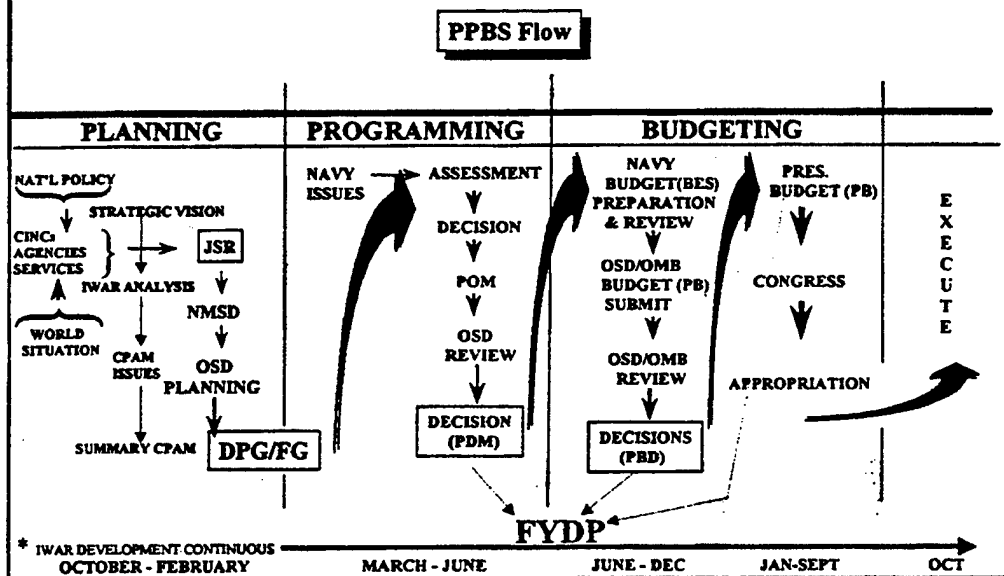 PPBS Flow
PLANNING
PROGRAMMING
BUDGETING
NAT'L POLICY
STRATEGIC VISION
CINCs
AGENCIES
SERVICES
JSR
IWAR ANALYSIS
NMSD
WORLD
SITUATION
CPAM
ISSUES
OSD
PLANNING
SUMMARY CPAM
DPG/FG
NAVY
ISSUES
ASSESSMENT
DECISION
POM
OSD
REVIEW
DECISION
(PDM)
NAVY
BUDGET(BES)
PREPARATION
& REVIEW
OSD/OMB
BUDGET (PB)
SUBMIT
OSD/OMB
REVIEW
DECISIONS
(PBD)
PRES.
BUDGET (PB)
CONGRESS
APPROPRIATION
EXECUTE
FYDP
* IWAR DEVELOPMENT CONTINUOUS
OCTOBER - FEBRUARY
MARCH - JUNE
JUNE - DEC
JAN-SEPT
OCT